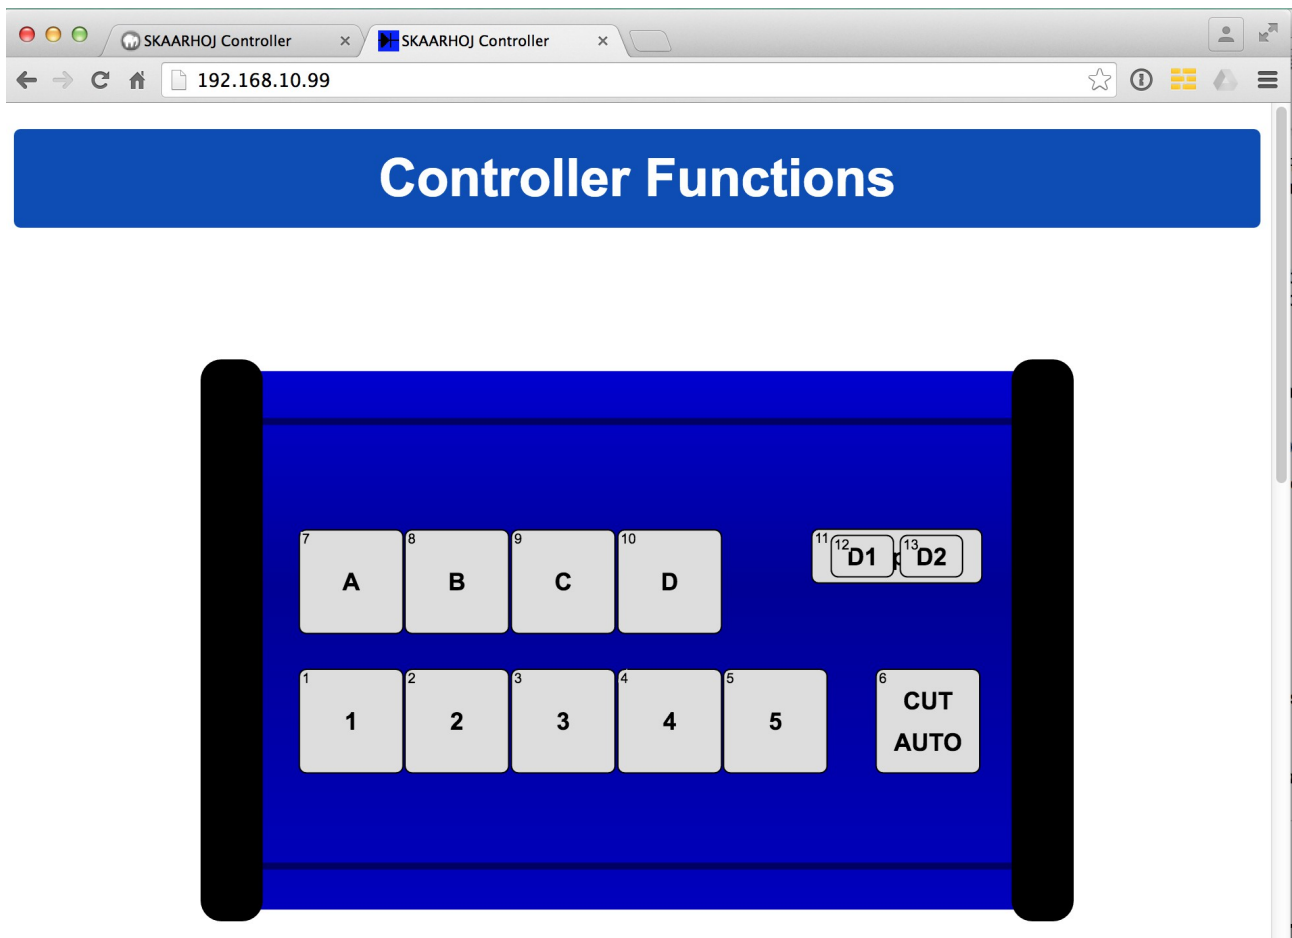 SKAARHOJ Controller
SKAARHOJ Controller
192.168.10.99
Controller Functions
7 A
8 B
9 C
10 D
11
12 D1
13 D2
1 1
2 2
3 3
4 4
5 5
6 CUT
AUTO